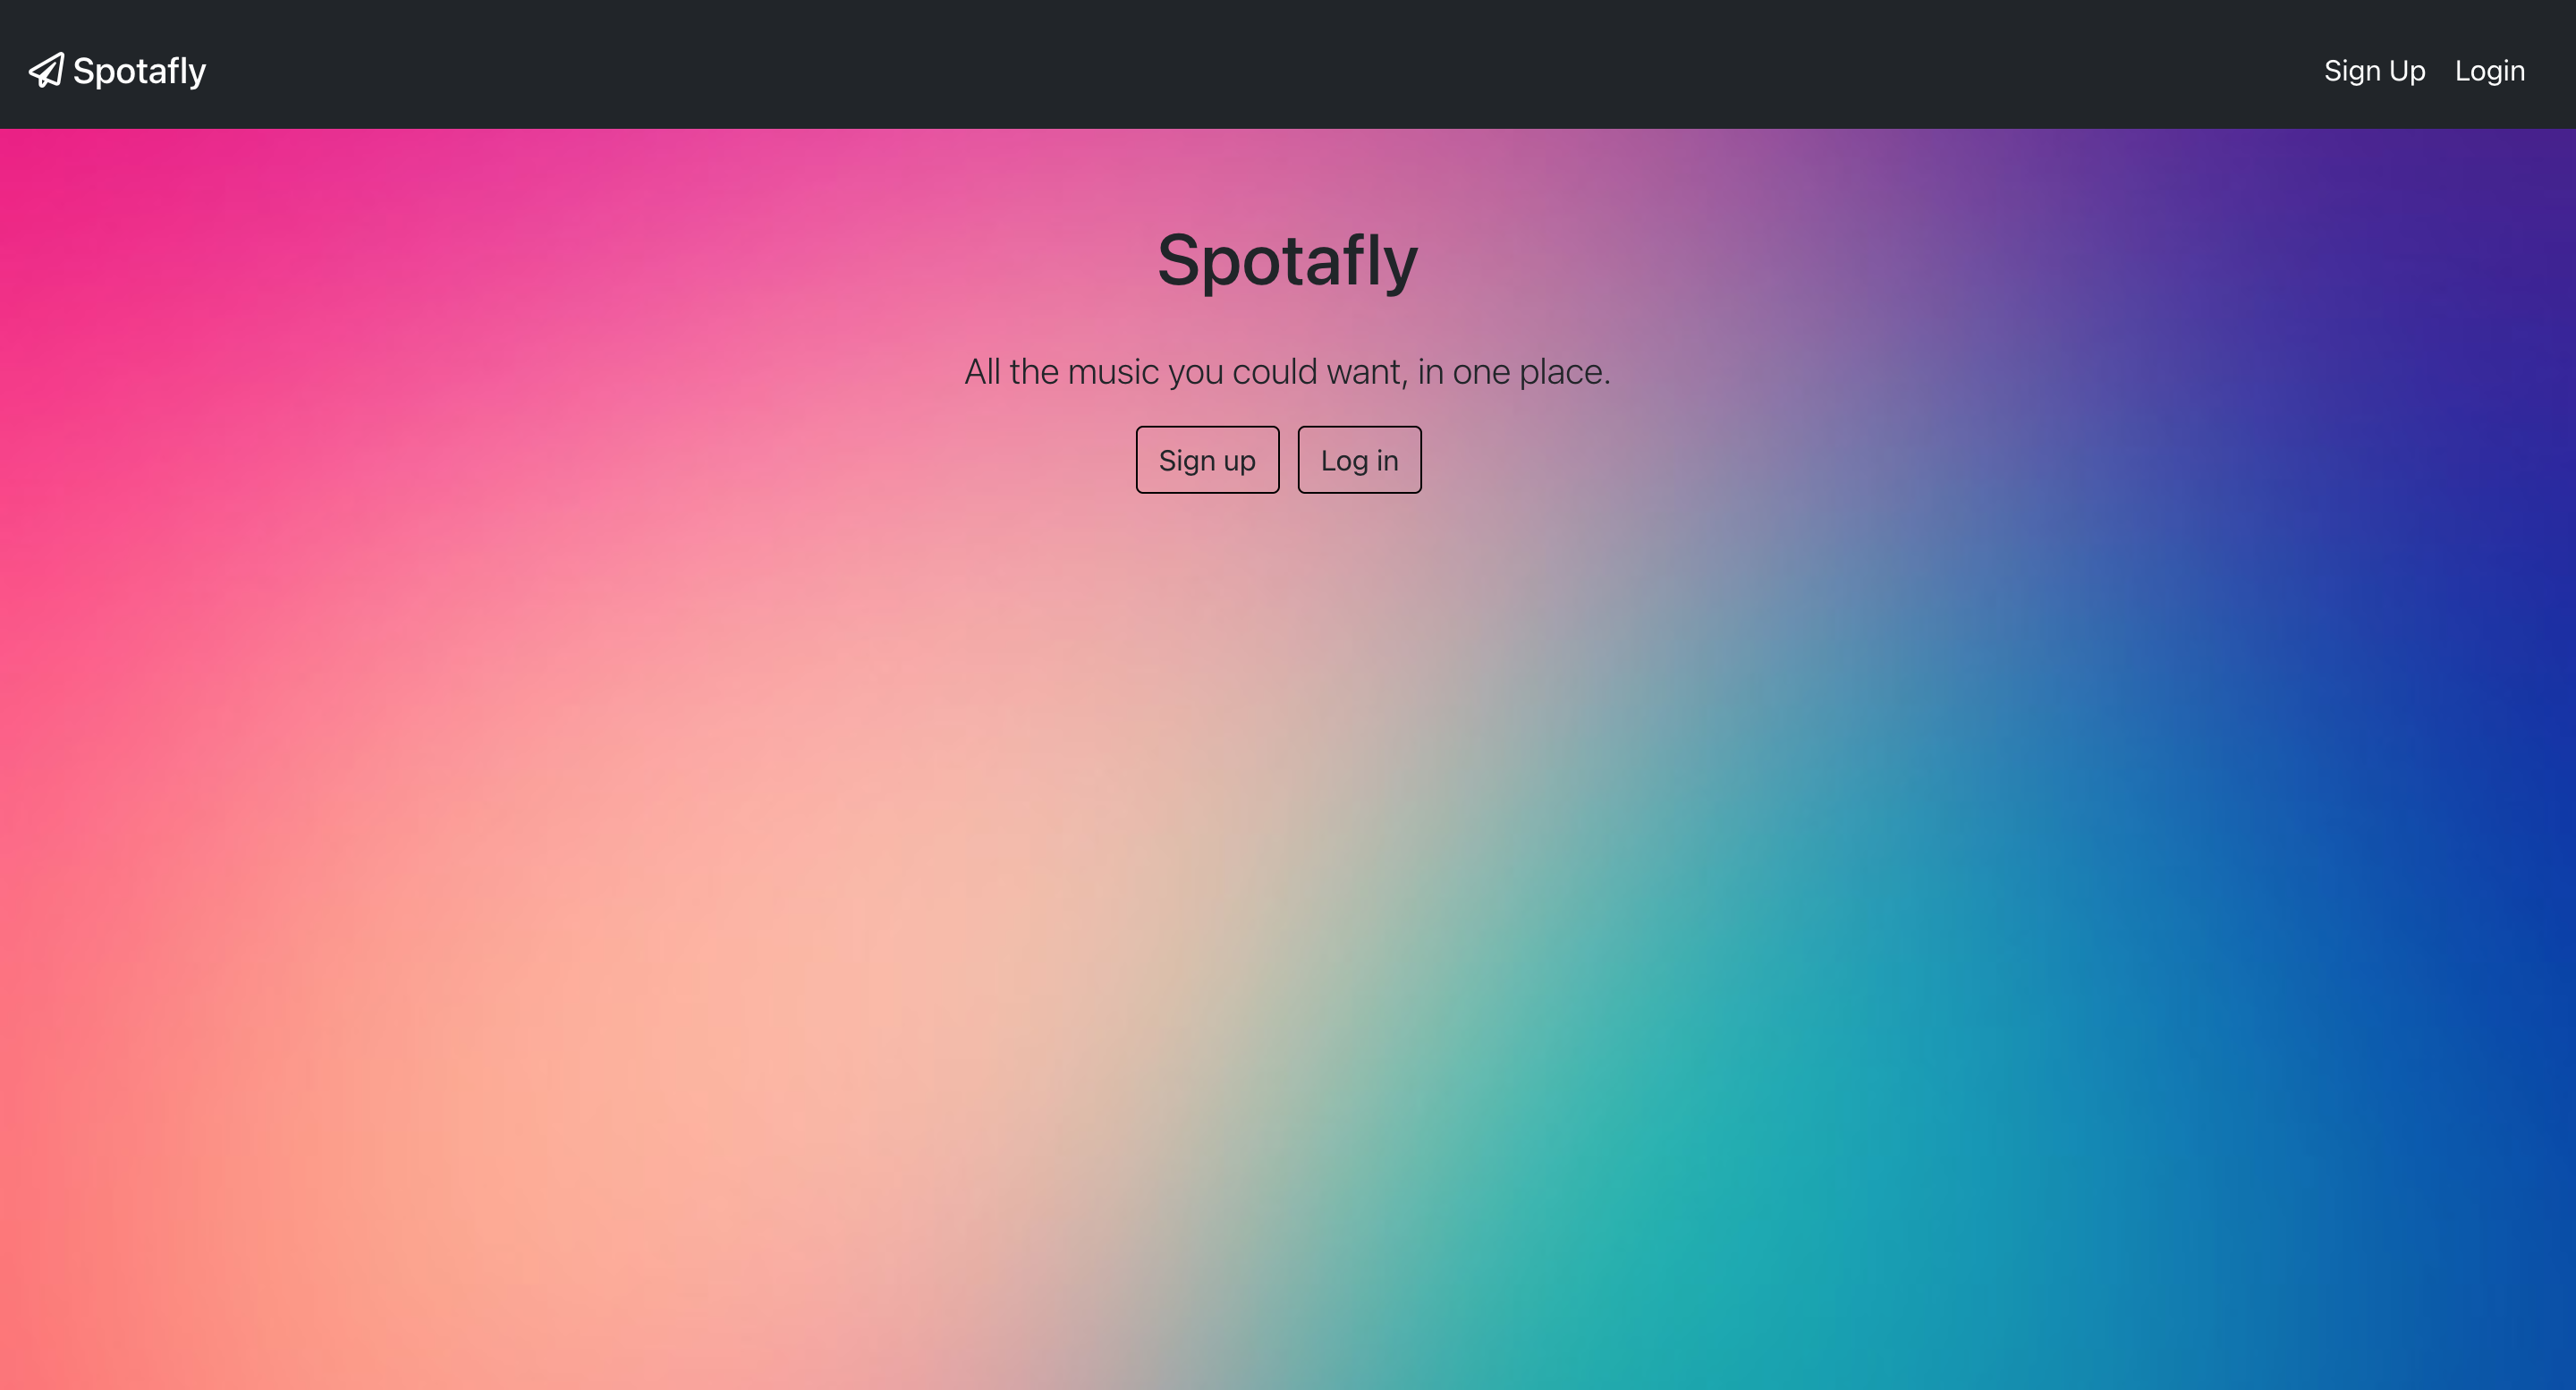 Spotafly
Sign Up Login
Spotafly
All the music you could want, in one place.
Sign up Log in